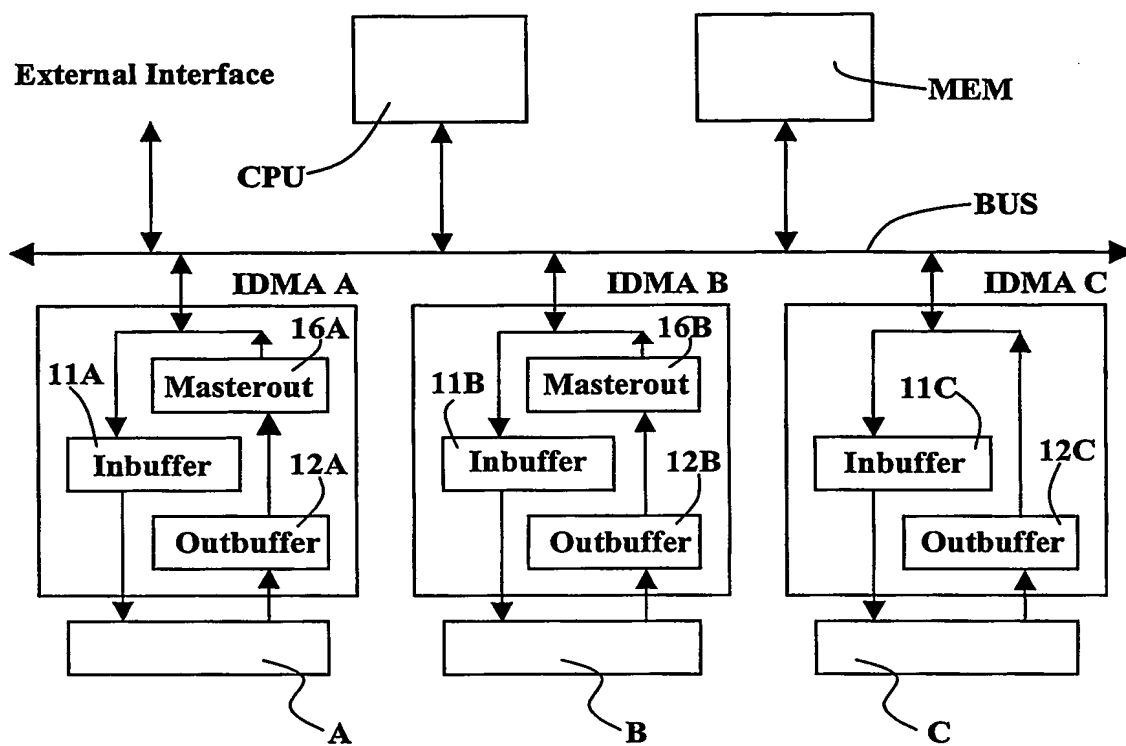 External Interface
MEM
CPU
BUS
IDMA A
IDMA B
IDMA C
16A
16B
11A
Masterout
11B
Masterout
11C
Inbuffer
12A
Inbuffer
12B
Inbuffer
12C
Outbuffer
Outbuffer
Outbuffer
A
B
C